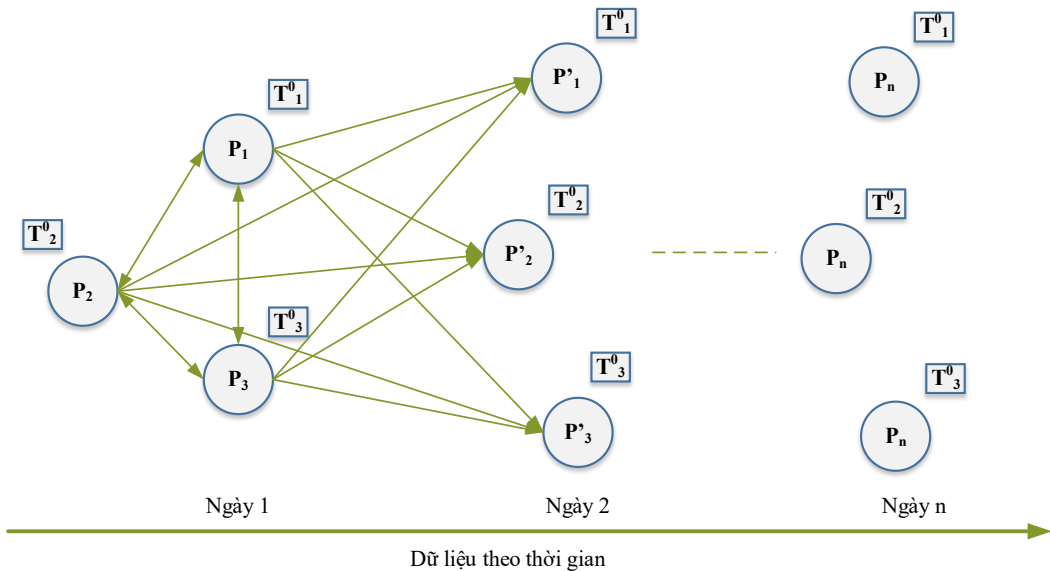 T⁰₁
P'₁
T⁰₁
Pₙ
T⁰₁
P₁
T⁰₂
P'₂
T⁰₂
Pₙ
T⁰₂
P₂
T⁰₃
P₃
T⁰₃
P'₃
T⁰₃
Pₙ
Ngày 1
Ngày 2
Ngày n
Dữ liệu theo thời gian